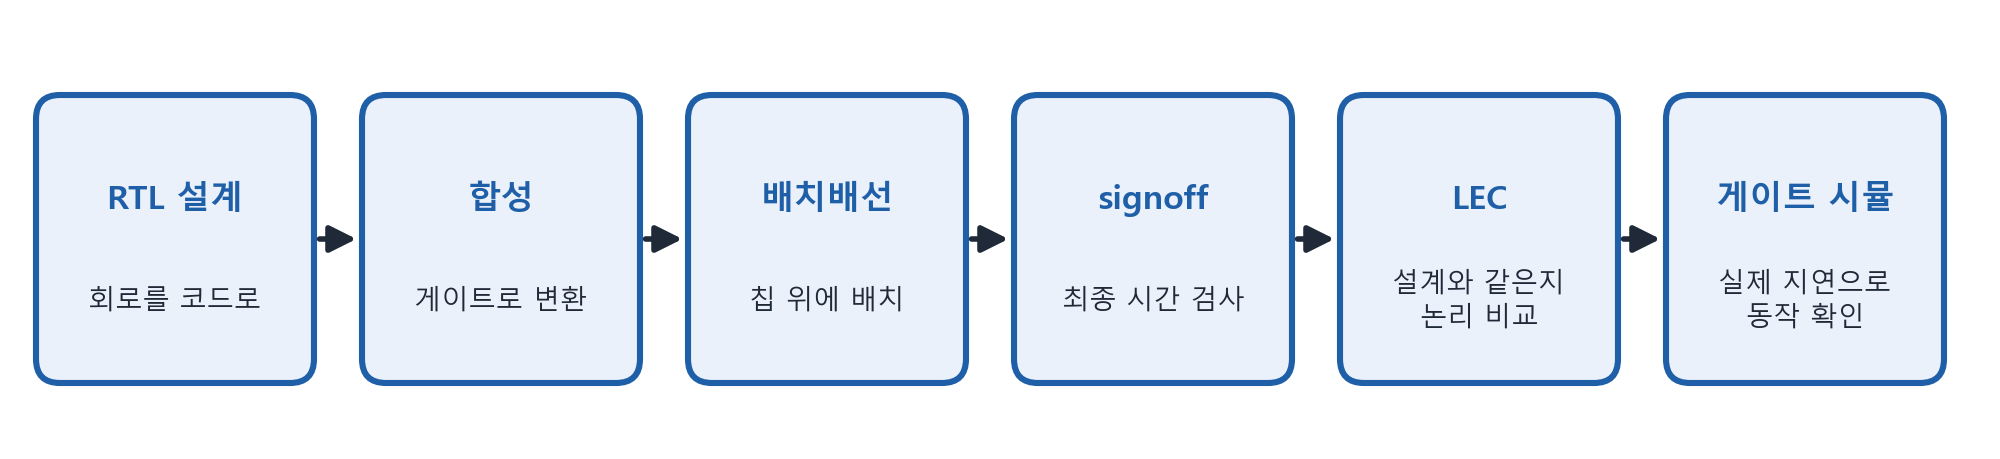 RTL 설계
회로를 코드로
합성
게이트로 변환
배치배선
칩 위에 배치
signoff
최종 시간 검사
LEC
설계와 같은지
논리 비교
게이트 시뮬
실제 지연으로
동작 확인